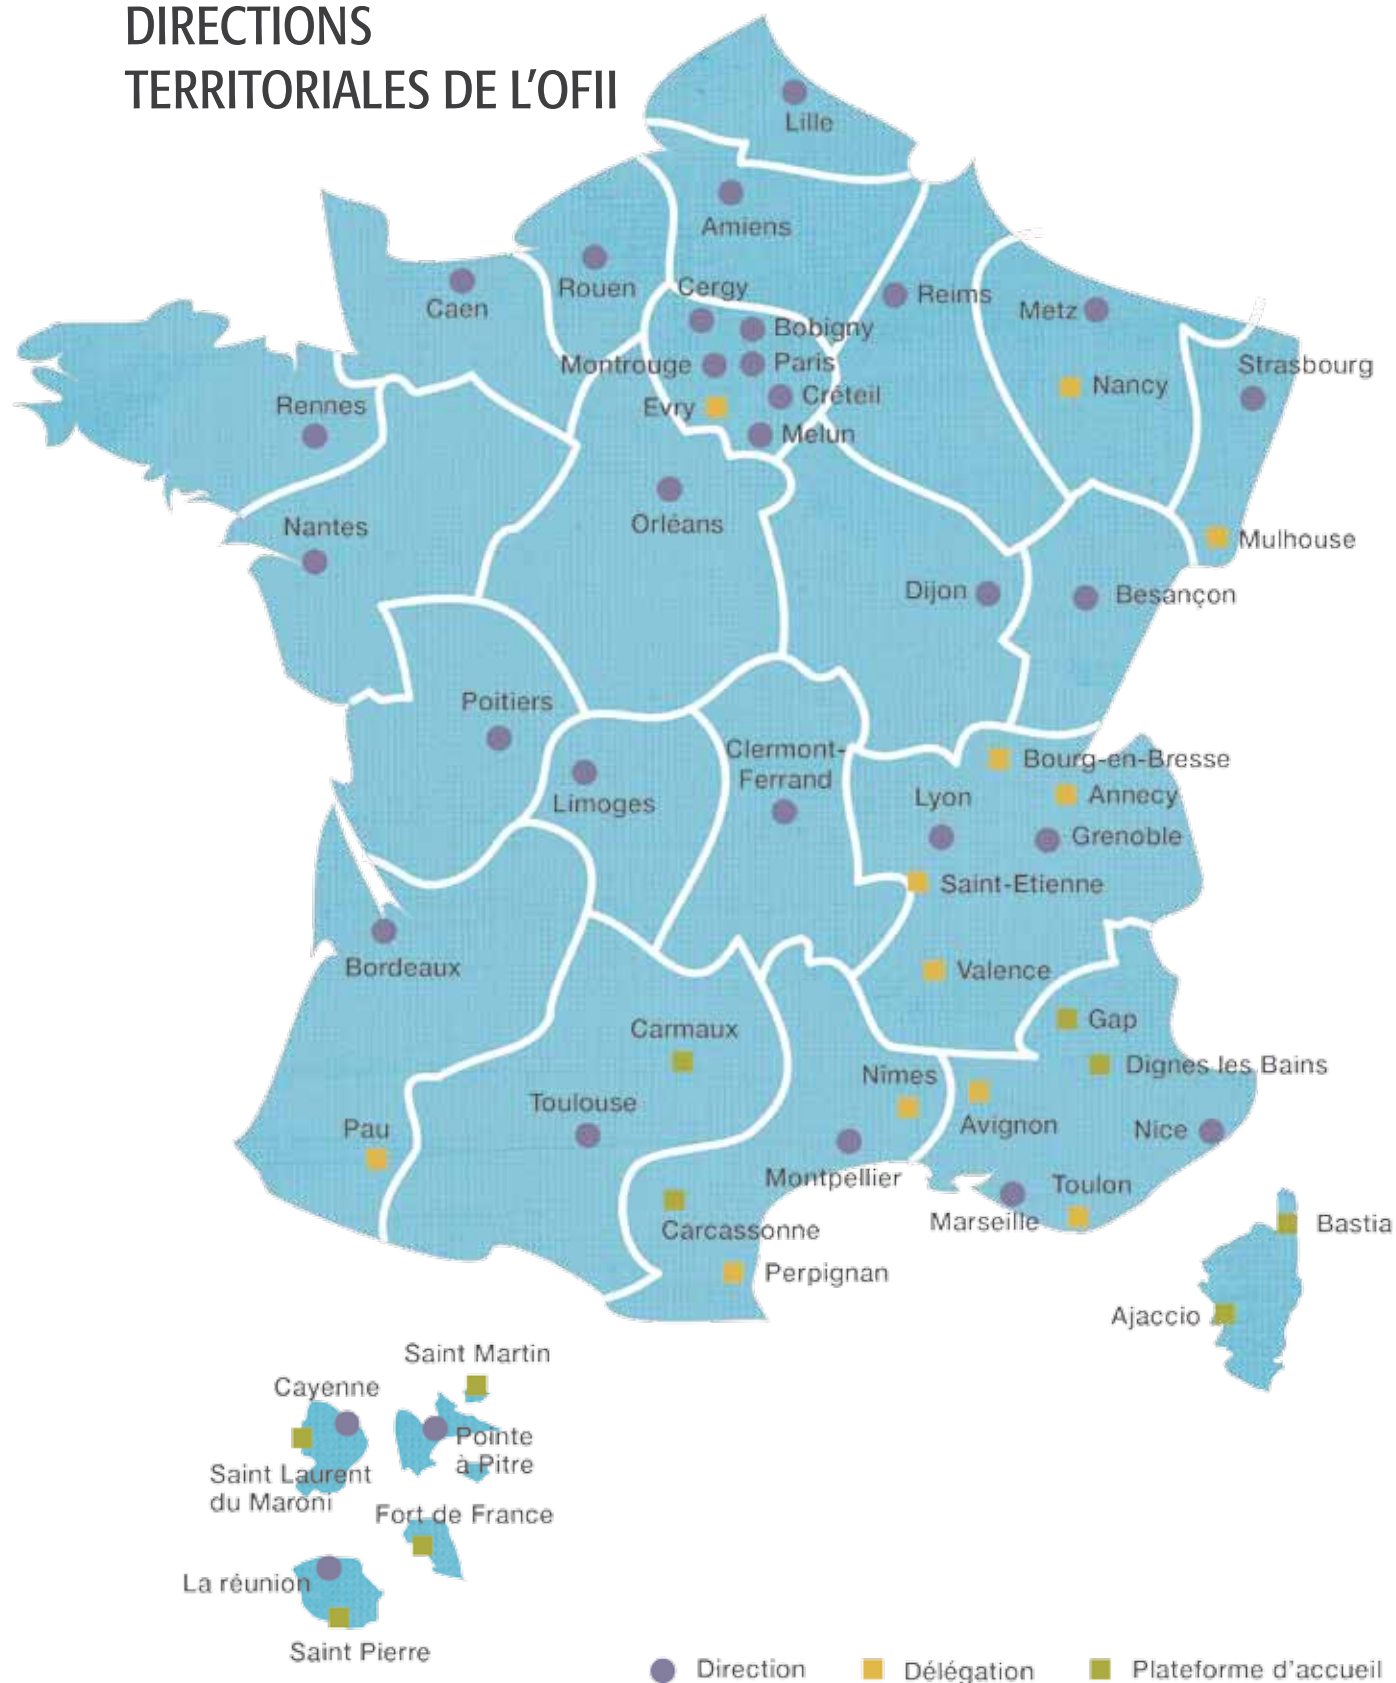 DIRECTIONS
TERRITORIALES DE L'OFII
Lille
Amiens
Rouen
Cergy
Caen
Reims
Metz
Bobigny
Montrouge
Paris
Strasbourg
Nancy
Créteil
Evry
Rennes
Melun
Orléans
Nantes
Mulhouse
Dijon
Besançon
Poitiers
Clermont-
Ferrand
Bourg-en-Bresse
Limoges
Lyon
Annecy
Grenoble
Saint-Etienne
Bordeaux
Valence
Carmaux
Gap
Dignes les Bains
Nimes
Toulouse
Pau
Avignon
Nice
Montpellier
Toulon
Carcassonne
Marseille
Bastia
Perpignan
Ajaccio
Saint Martin
Cayenne
Pointe
à Pitre
Saint Laurent
du Maroni
Fort de France
La réunion
Saint Pierre
Direction
Délégation
Plateforme d'accueil